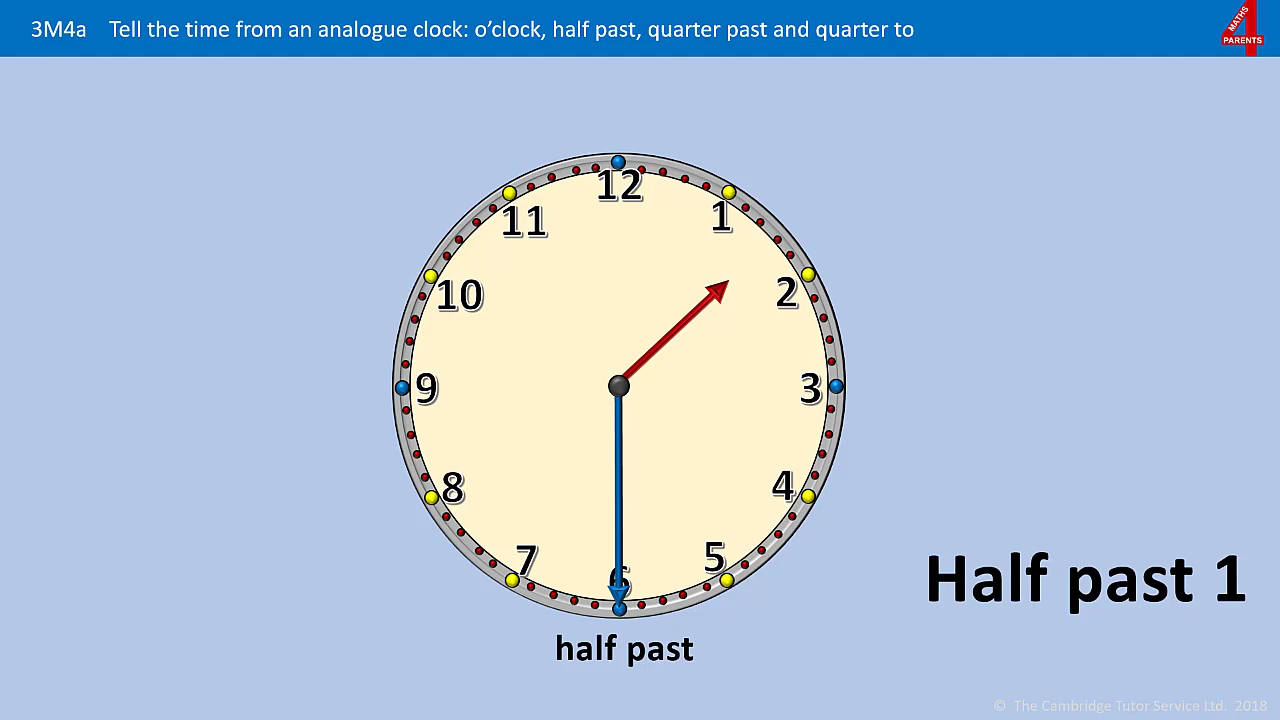 3M4a Tell the time from an analogue clock: o’clock, half past, quarter past and quarter to
MATHS
4
PARENTS
12
11
1
10
2
9
3
8
4
7
5
6
Half past 1
half past
© The Cambridge Tutor Service Ltd. 2018